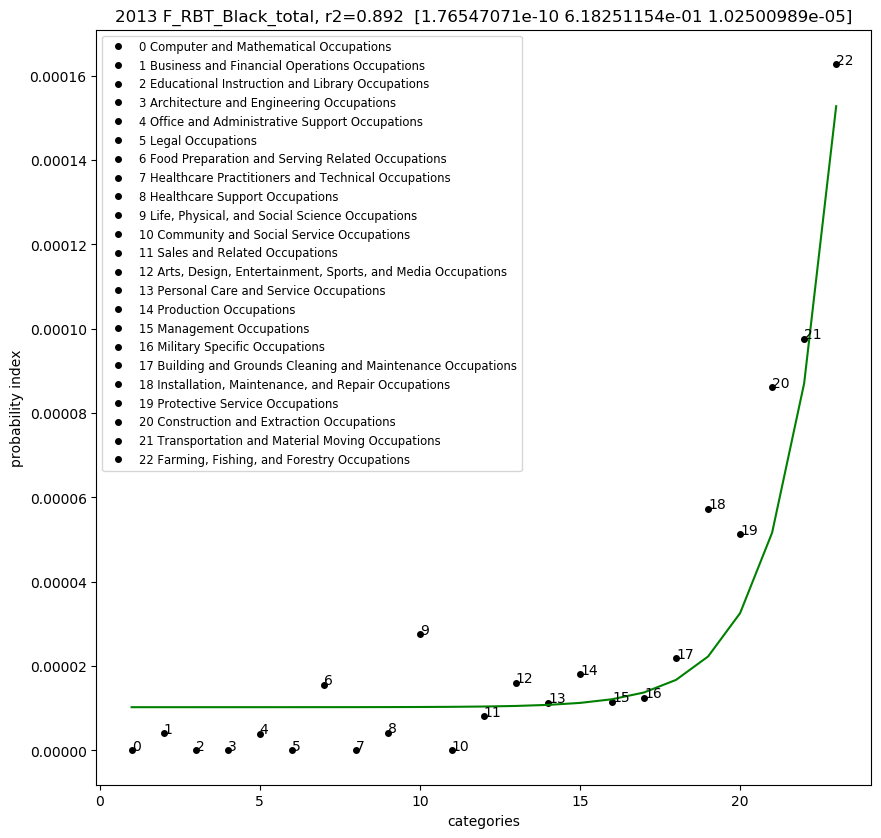 2013 F_RBT_Black_total, r2=0.892 [1.76547071e-10 6.18251154e-01 1.02500989e-05]
0 Computer and Mathematical Occupations
1 Business and Financial Operations Occupations
2 Educational Instruction and Library Occupations
3 Architecture and Engineering Occupations
4 Office and Administrative Support Occupations
5 Legal Occupations
6 Food Preparation and Serving Related Occupations
7 Healthcare Practitioners and Technical Occupations
8 Healthcare Support Occupations
9 Life, Physical, and Social Science Occupations
10 Community and Social Service Occupations
11 Sales and Related Occupations
12 Arts, Design, Entertainment, Sports, and Media Occupations
13 Personal Care and Service Occupations
14 Production Occupations
15 Management Occupations
16 Military Specific Occupations
17 Building and Grounds Cleaning and Maintenance Occupations
18 Installation, Maintenance, and Repair Occupations
19 Protective Service Occupations
20 Construction and Extraction Occupations
21 Transportation and Material Moving Occupations
22 Farming, Fishing, and Forestry Occupations
probability index
0.00016
0.00014
0.00012
0.00010
0.00008
0.00006
0.00004
0.00002
0.00000
0
1
2
3
4
5
6
7
8
9
10
11
12
13
14
15
16
17
18
19
20
21
22
0
5
10
15
20
categories